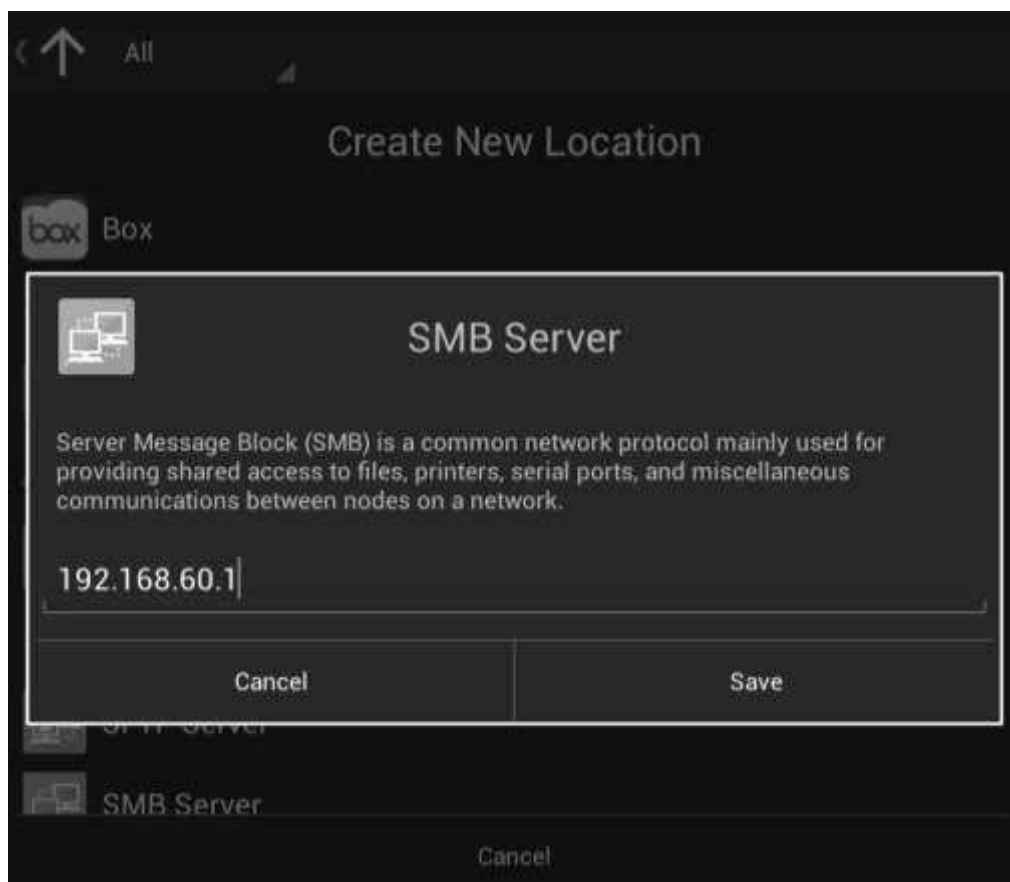 All
Create New Location
box Box
SMB Server
Server Message Block (SMB) is a common network protocol mainly used for
providing shared access to files, printers, serial ports, and miscellaneous
communications between nodes on a network.
192.168.60.1
Cancel Save
Server
SMB Server
Cancel